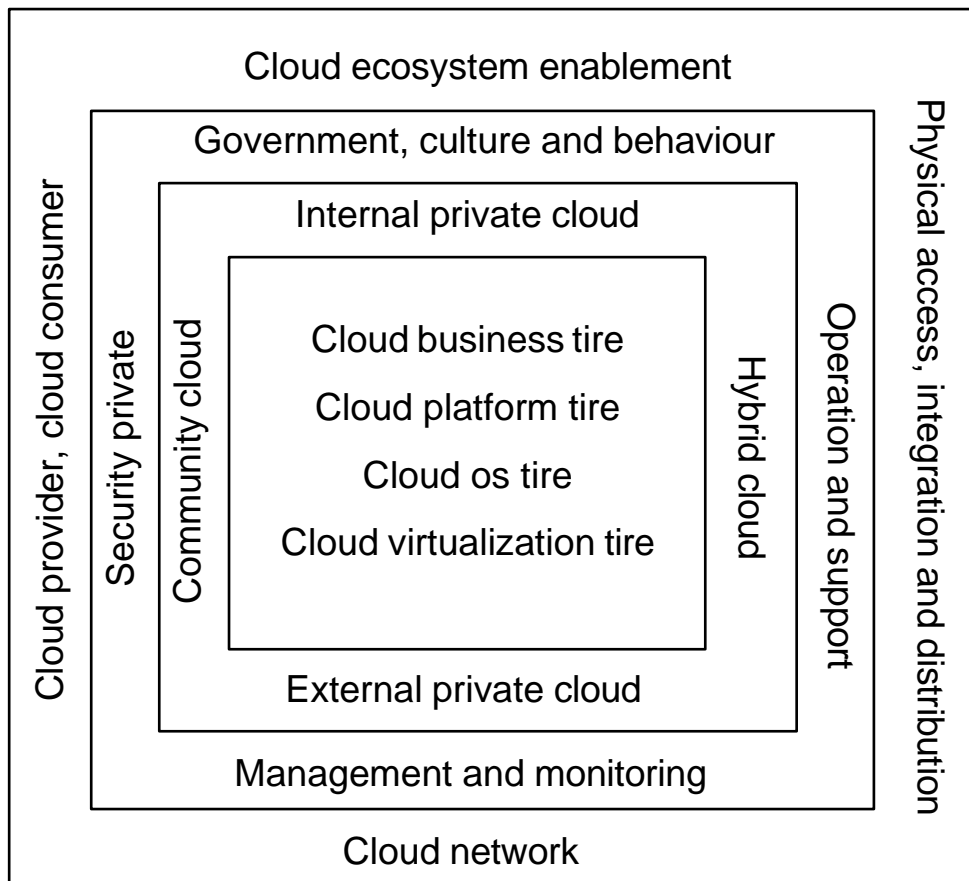 Cloud ecosystem enablement
Government, culture and behaviour
Internal private cloud
Cloud provider, cloud consumer
Security private
Community cloud
Cloud business tire
Cloud platform tire
Cloud os tire
Cloud virtualization tire
Hybrid cloud
Operation and support
Physical access, integration and distribution
External private cloud
Management and monitoring
Cloud network